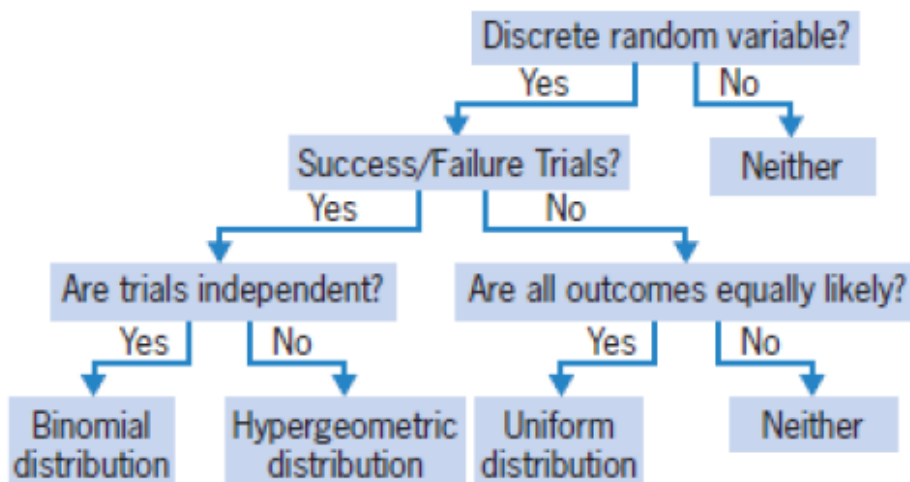 Discrete random variable?
Yes No
Success/Failure Trials?
Neither
Yes No
Are trials independent?
Are all outcomes equally likely?
Yes No
Yes No
Binomial
distribution
Hypergeometric
distribution
Uniform
distribution
Neither